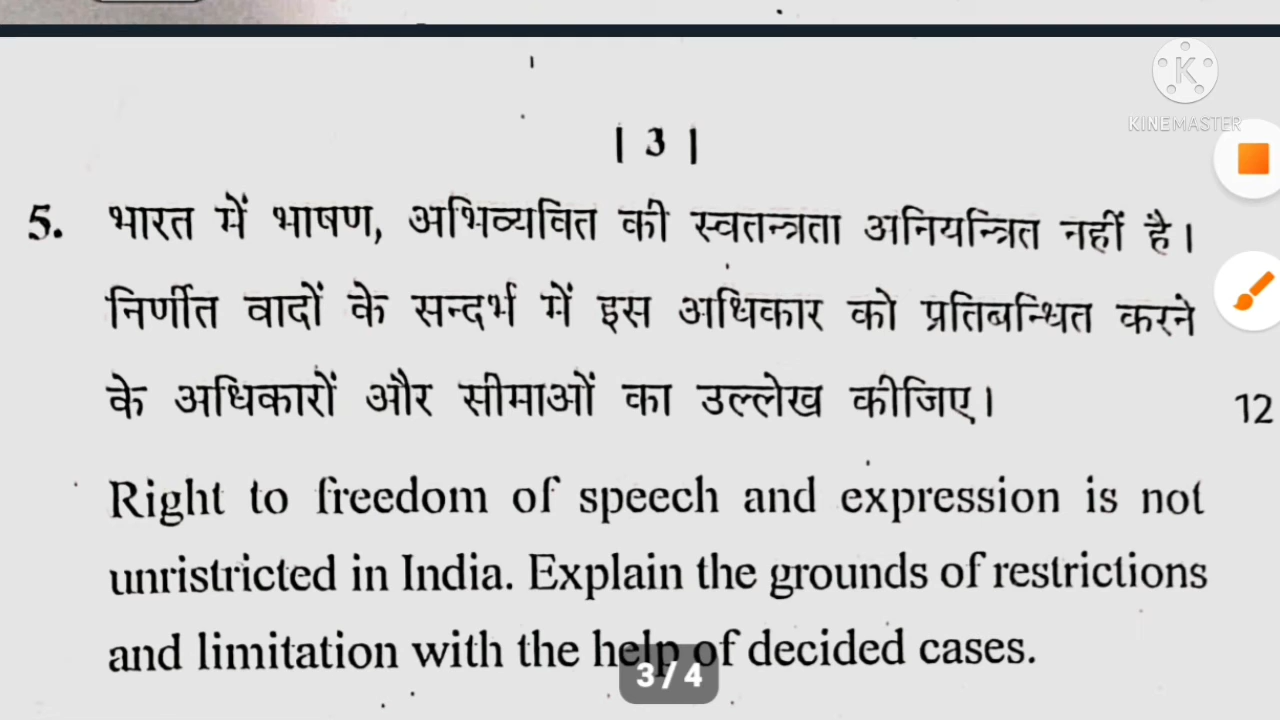 KINEMASTER
| 3 |
5. भारत में भाषण, अभिव्यवित की स्वतन्त्रता अनियन्त्रित नहीं है।
निर्णीत वादों के सन्दर्भ में इस अधिकार को प्रतिबन्धित करने
के अधिकारों और सीमाओं का उल्लेख कीजिए। 12
Right to freedom of speech and expression is not
unristricted in India. Explain the grounds of restrictions
and limitation with the help of decided cases.
3 / 4